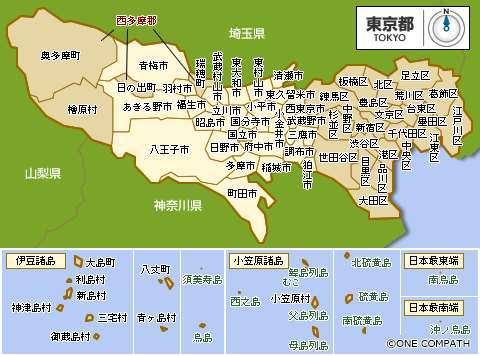 東京都
TOKYO
埼玉県
山梨県
神奈川県
西多摩郡
奥多摩町
青梅市
瑞穂町
武蔵村山市
東大和市
東村山市
清瀬市
日の出町
羽村市
東久留米市
檜原村
あきる野市
福生市
立川市
小平市
西東京市
昭島市
国分寺市
小金井市
武蔵野市
国立市
三鷹市
八王子市
日野市
府中市
調布市
狛江市
多摩市
稲城市
町田市
板橋区
北区
足立区
練馬区
豊島区
荒川区
葛飾区
杉並区
中野区
文京区
台東区
墨田区
江戸川区
新宿区
千代田区
渋谷区
中央区
江東区
世田谷区
目黒区
港区
品川区
大田区
伊豆諸島
大島町
利島村
新島村
神津島村
三宅村
御蔵島村
八丈町
青ヶ島村
須美寿島
鳥島
小笠原諸島
西之島
聟島列島
むこ
小笠原村
父島列島
母島列島
北硫黄島
硫黄島
南硫黄島
日本最東端
南鳥島
日本最南端
沖ノ鳥島
©ONE COMPATH